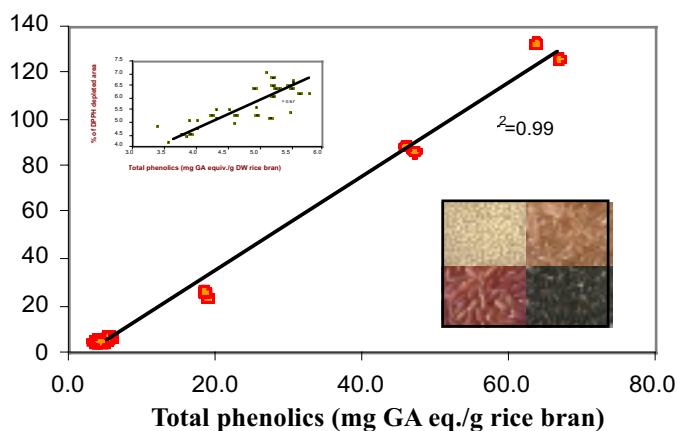 140
120
100
80
60
40
20
0
0.0 20.0 40.0 60.0 80.0
Total phenolics (mg GA eq./g rice bran)
r²=0.99
% of DPPH depleted area
7.5
7.0
6.5
6.0
5.5
5.0
4.5
4.0
3.0 3.5 4.0 4.5 5.0 5.5 6.0
Total phenolics (mg GA equiv./g DW rice bran)